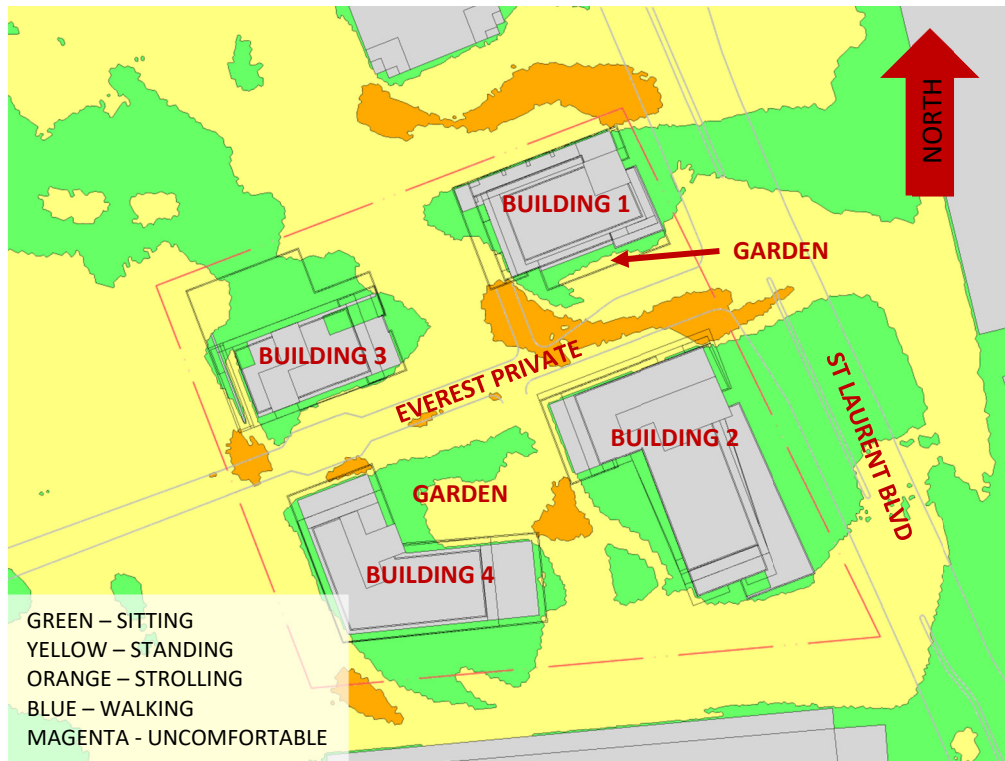 NORTH
BUILDING 1
GARDEN
BUILDING 3
EVEREST PRIVATE
ST LAURENT BLVD
BUILDING 2
GARDEN
BUILDING 4
GREEN – SITTING
YELLOW – STANDING
ORANGE – STROLLING
BLUE – WALKING
MAGENTA - UNCOMFORTABLE